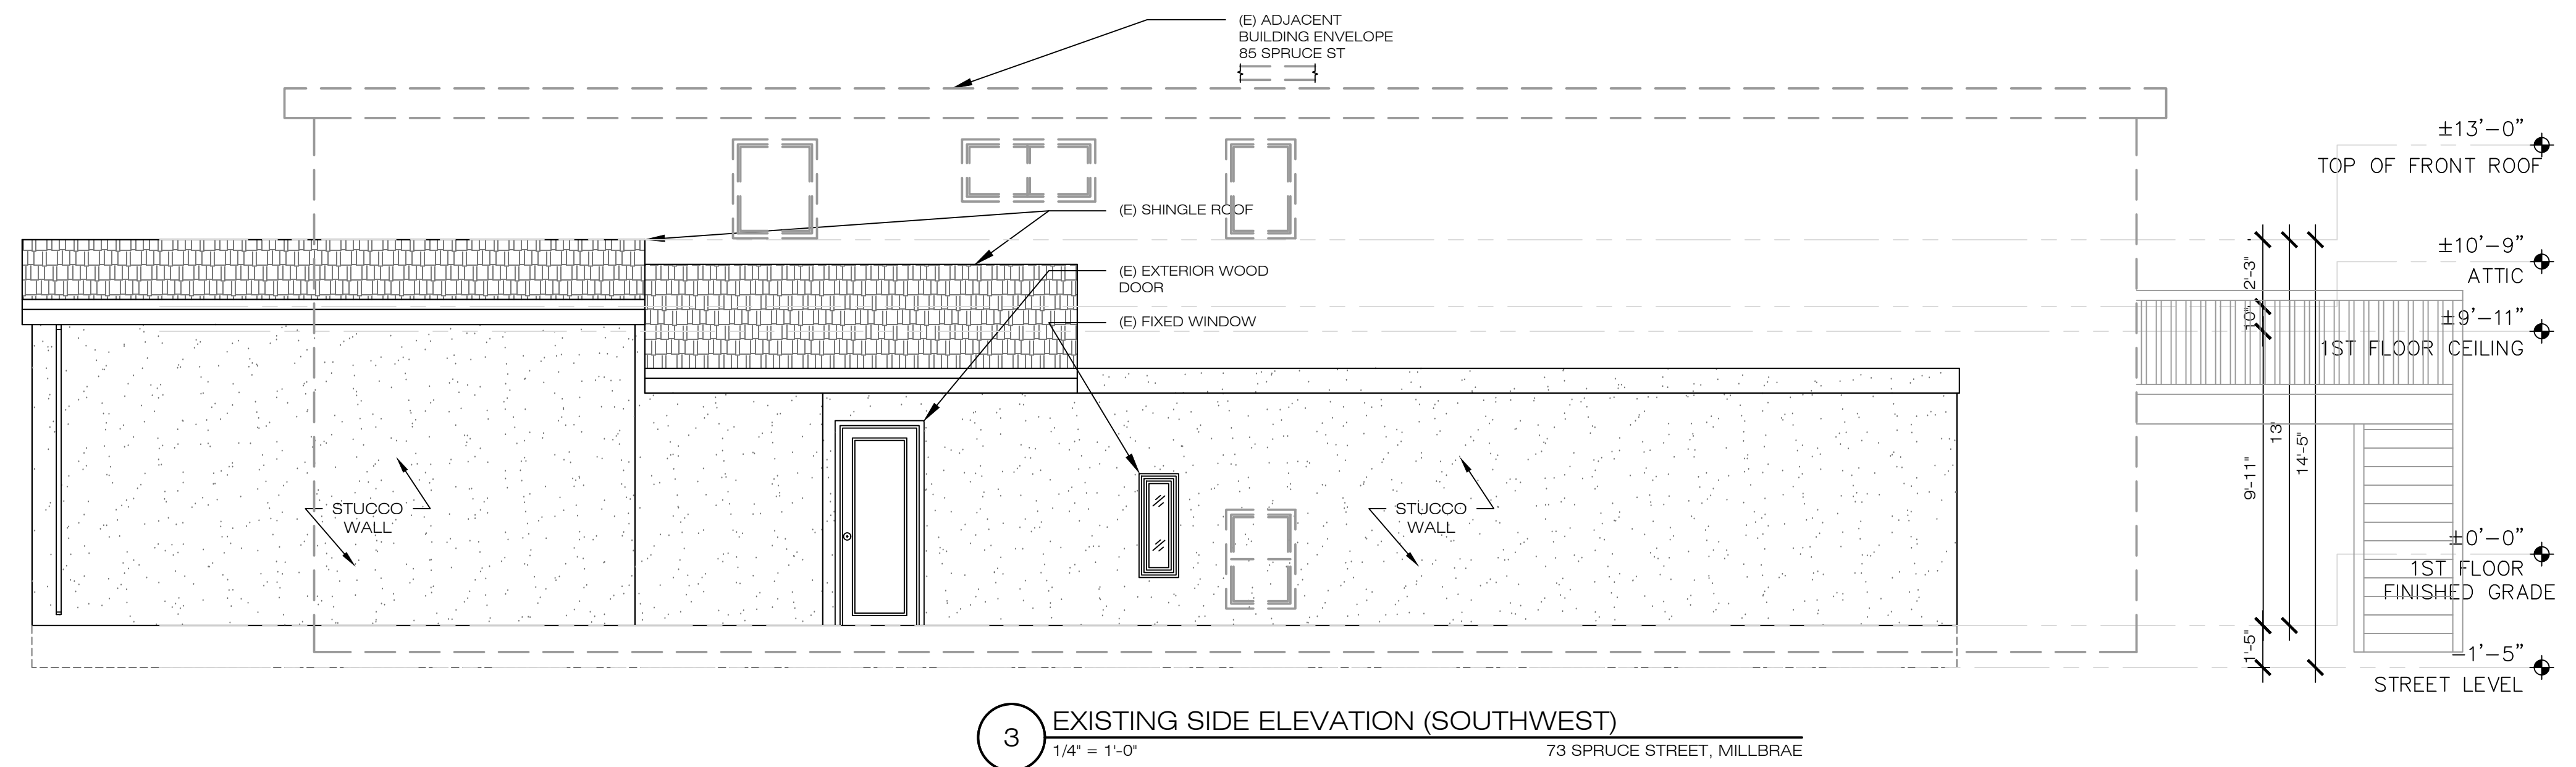 (E) ADJACENT
BUILDING ENVELOPE
85 SPRUCE ST
±13’-0”
TOP OF FRONT ROOF
(E) SHINGLE ROOF
±10’-9”
ATTIC
(E) EXTERIOR WOOD
DOOR
(E) FIXED WINDOW
2'-3"
10"
±9’-11”
1ST FLOOR CEILING
13'
14'-5"
9'-11"
STUCCO
WALL
STUCCO
WALL
±0’-0”
1ST FLOOR
FINISHED GRADE
1'-5"
-1’-5”
STREET LEVEL
3
EXISTING SIDE ELEVATION (SOUTHWEST)
1/4" = 1'-0"
73 SPRUCE STREET, MILLBRAE